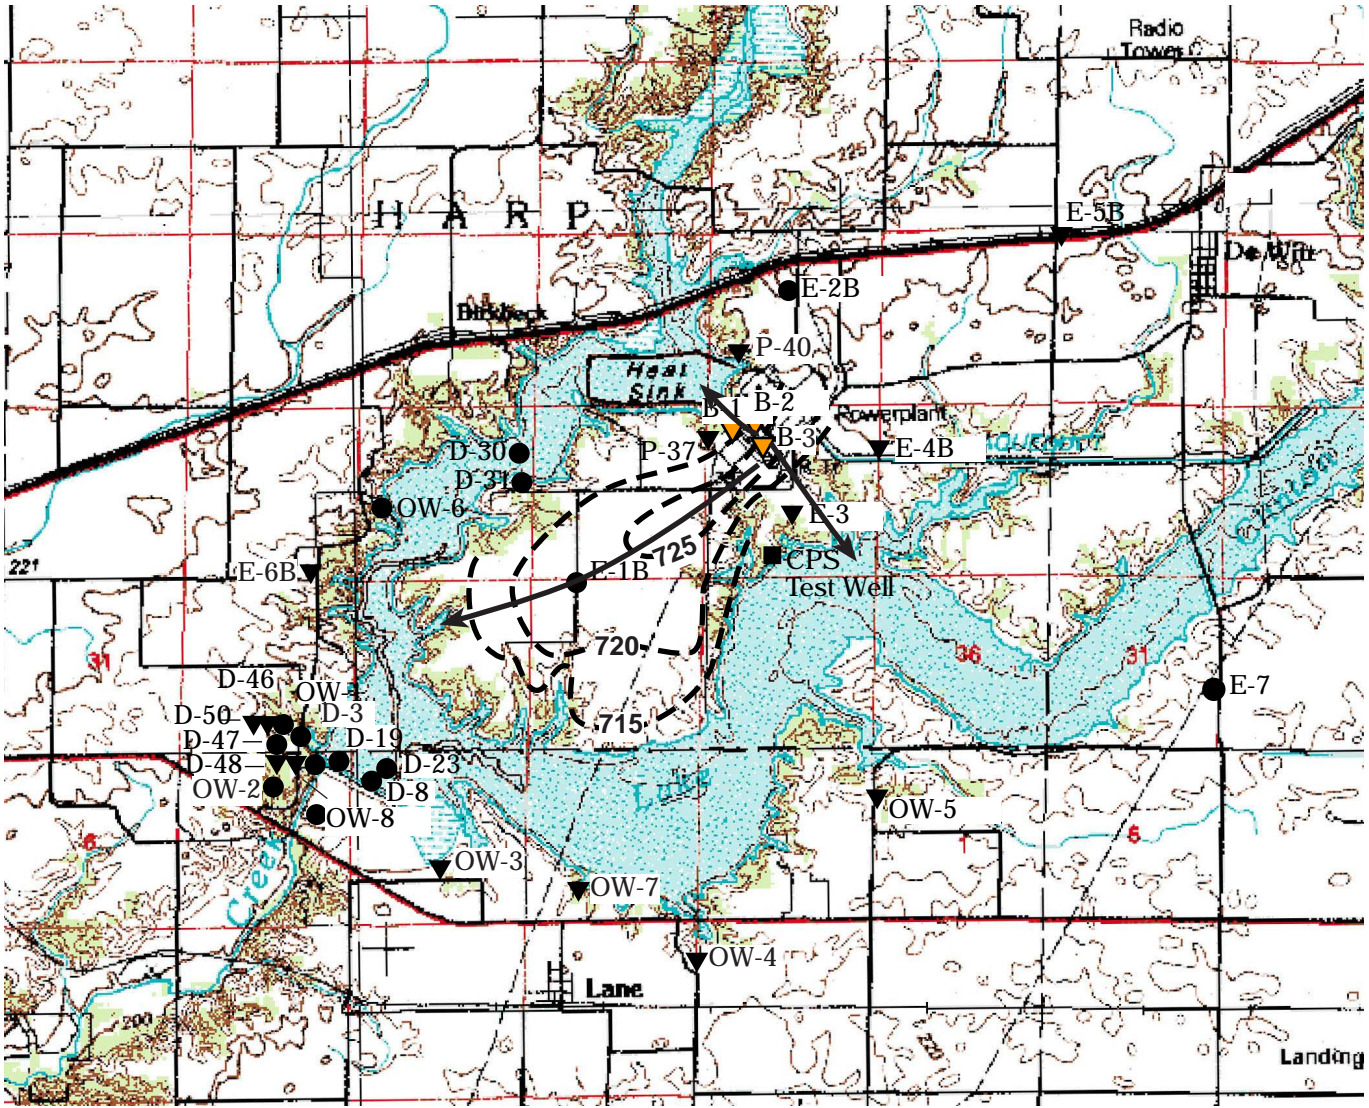 Radio
Tower
225
H A R P
E-5B
De Witt
E-2B
Birkbeck
P-40
Heat
Sink
B-2
Powerplant
B-3
P-37
E-4B
D-30
D-31
OW-6
E-3
725
CPS
Test Well
221
E-6B
E-1B
720
31
36
31
D-46
OW-1
E-7
D-50
D-3
715
D-47
D-19
D-48
D-23
D-8
OW-2
Lake
OW-5
OW-8
6
1
6
OW-3
OW-7
Creek
OW-4
Lane
200
220
Landing
Clinton